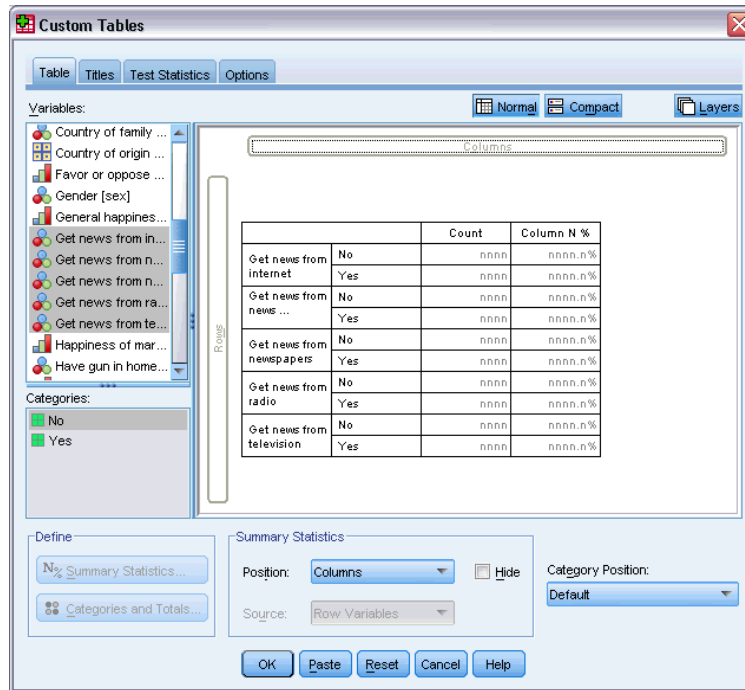 Custom Tables
Table Titles Test Statistics Options
Variables:
Normal Compact Layers
Country of family ...
Country of origin ...
Favor or oppose ...
Gender [sex]
General happines...
Get news from in...
Get news from n...
Get news from n...
Get news from ra...
Get news from te...
Happiness of mar...
Have gun in home...
Categories:
No
Yes
Columns
Rows
Count Column N %
Get news from internet No nnnn nnnn.n%
Yes nnnn nnnn.n%
Get news from news ... No nnnn nnnn.n%
Yes nnnn nnnn.n%
Get news from newspapers No nnnn nnnn.n%
Yes nnnn nnnn.n%
Get news from radio No nnnn nnnn.n%
Yes nnnn nnnn.n%
Get news from television No nnnn nnnn.n%
Yes nnnn nnnn.n%
Define
N% Summary Statistics...
Categories and Totals...
Summary Statistics
Position: Columns Hide
Source: Row Variables
Category Position:
Default
OK Paste Reset Cancel Help